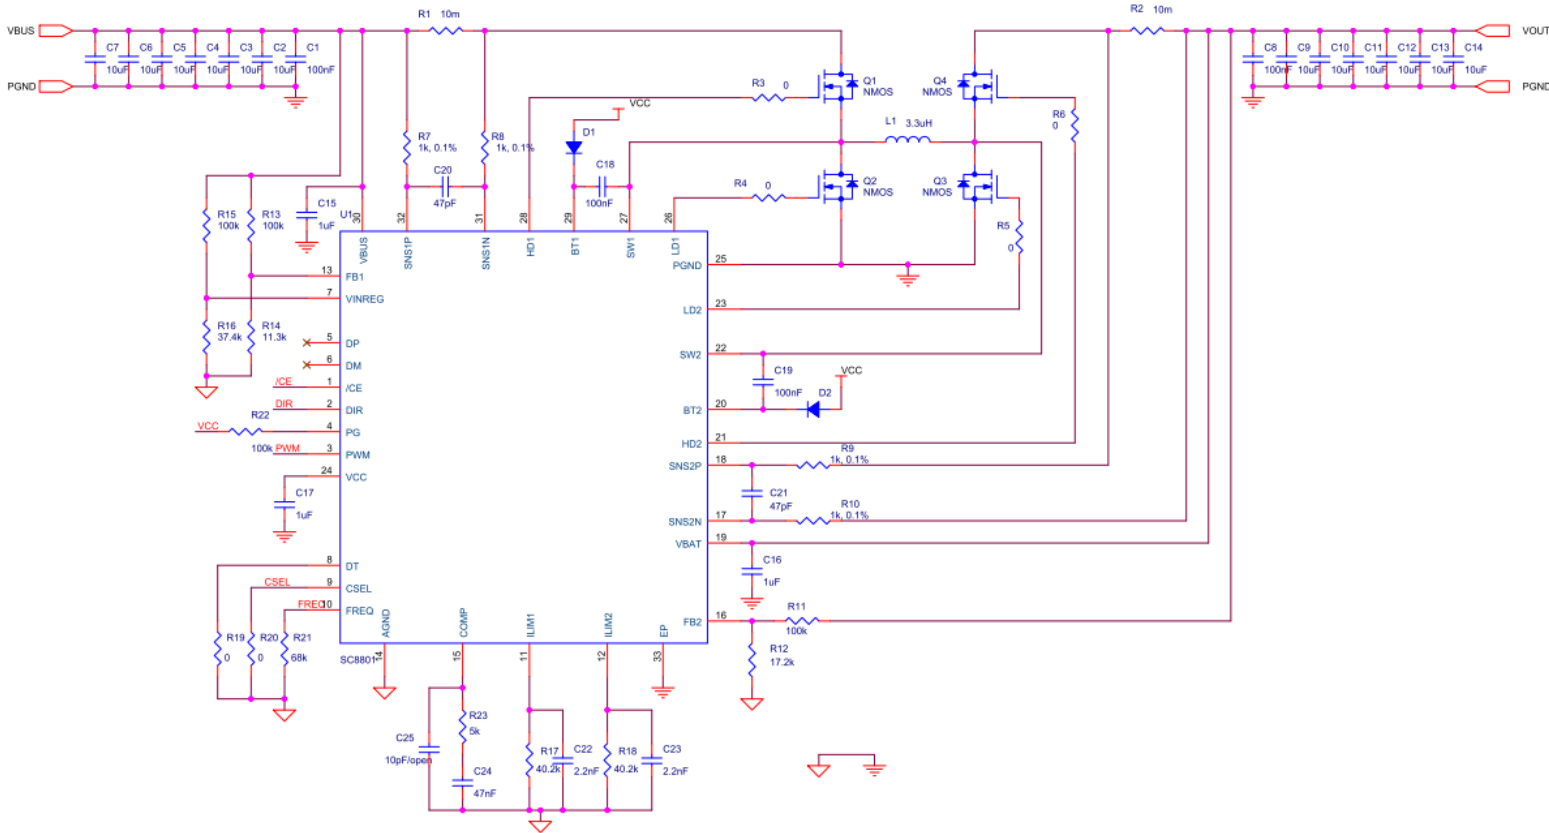 R1 10m
R2 10m
VBUS
VOUT
C7 C6 C5 C4 C3 C2 C1
10uF 10uF 10uF 10uF 10uF 10uF 100nF
C8 C9 C10 C11 C12 C13 C14
100nF 10uF 10uF 10uF 10uF 10uF 10uF
PGND
PGND
R3 0
Q1
NMOS
Q4
NMOS
VCC
R6
0
L1 3.3uH
D1
R7
1k, 0.1%
R8
1k, 0.1%
C20
47pF
C18
100nF
R4 0
Q2
NMOS
Q3
NMOS
R5
0
R15
100k
R13
100k
C15
1uF
U1
30
32
31
28
29
27
26
VBUS
SNS1P
SNS1N
HD1
BT1
SW1
LD1
PGND 25
13 FB1
7 VINREG
LD2 23
R16
37.4k
R14
11.3k
5 DP
6 DM
SW2 22
C19
100nF
VCC
D2
/CE 1 /CE
DIR 2 DIR
BT2 20
R22
VCC 4 PG
100k PWM 3 PWM
HD2 21
R9
1k, 0.1%
SNS2P 18
24 VCC
C17
1uF
C21
47pF
R10
1k, 0.1%
SNS2N 17
VBAT 19
C16
1uF
8 DT
CSEL 9 CSEL
FREQ 10 FREQ
R11
100k
FB2 16
R12
17.2k
R19
0
R20
0
R21
68k
AGND
COMP
ILIM1
ILIM2
EP
SC8801
14
15
11
12
33
R23
5k
C25
10pF/open
C24
47nF
R17
40.2k
C22
2.2nF
R18
40.2k
C23
2.2nF
PGND